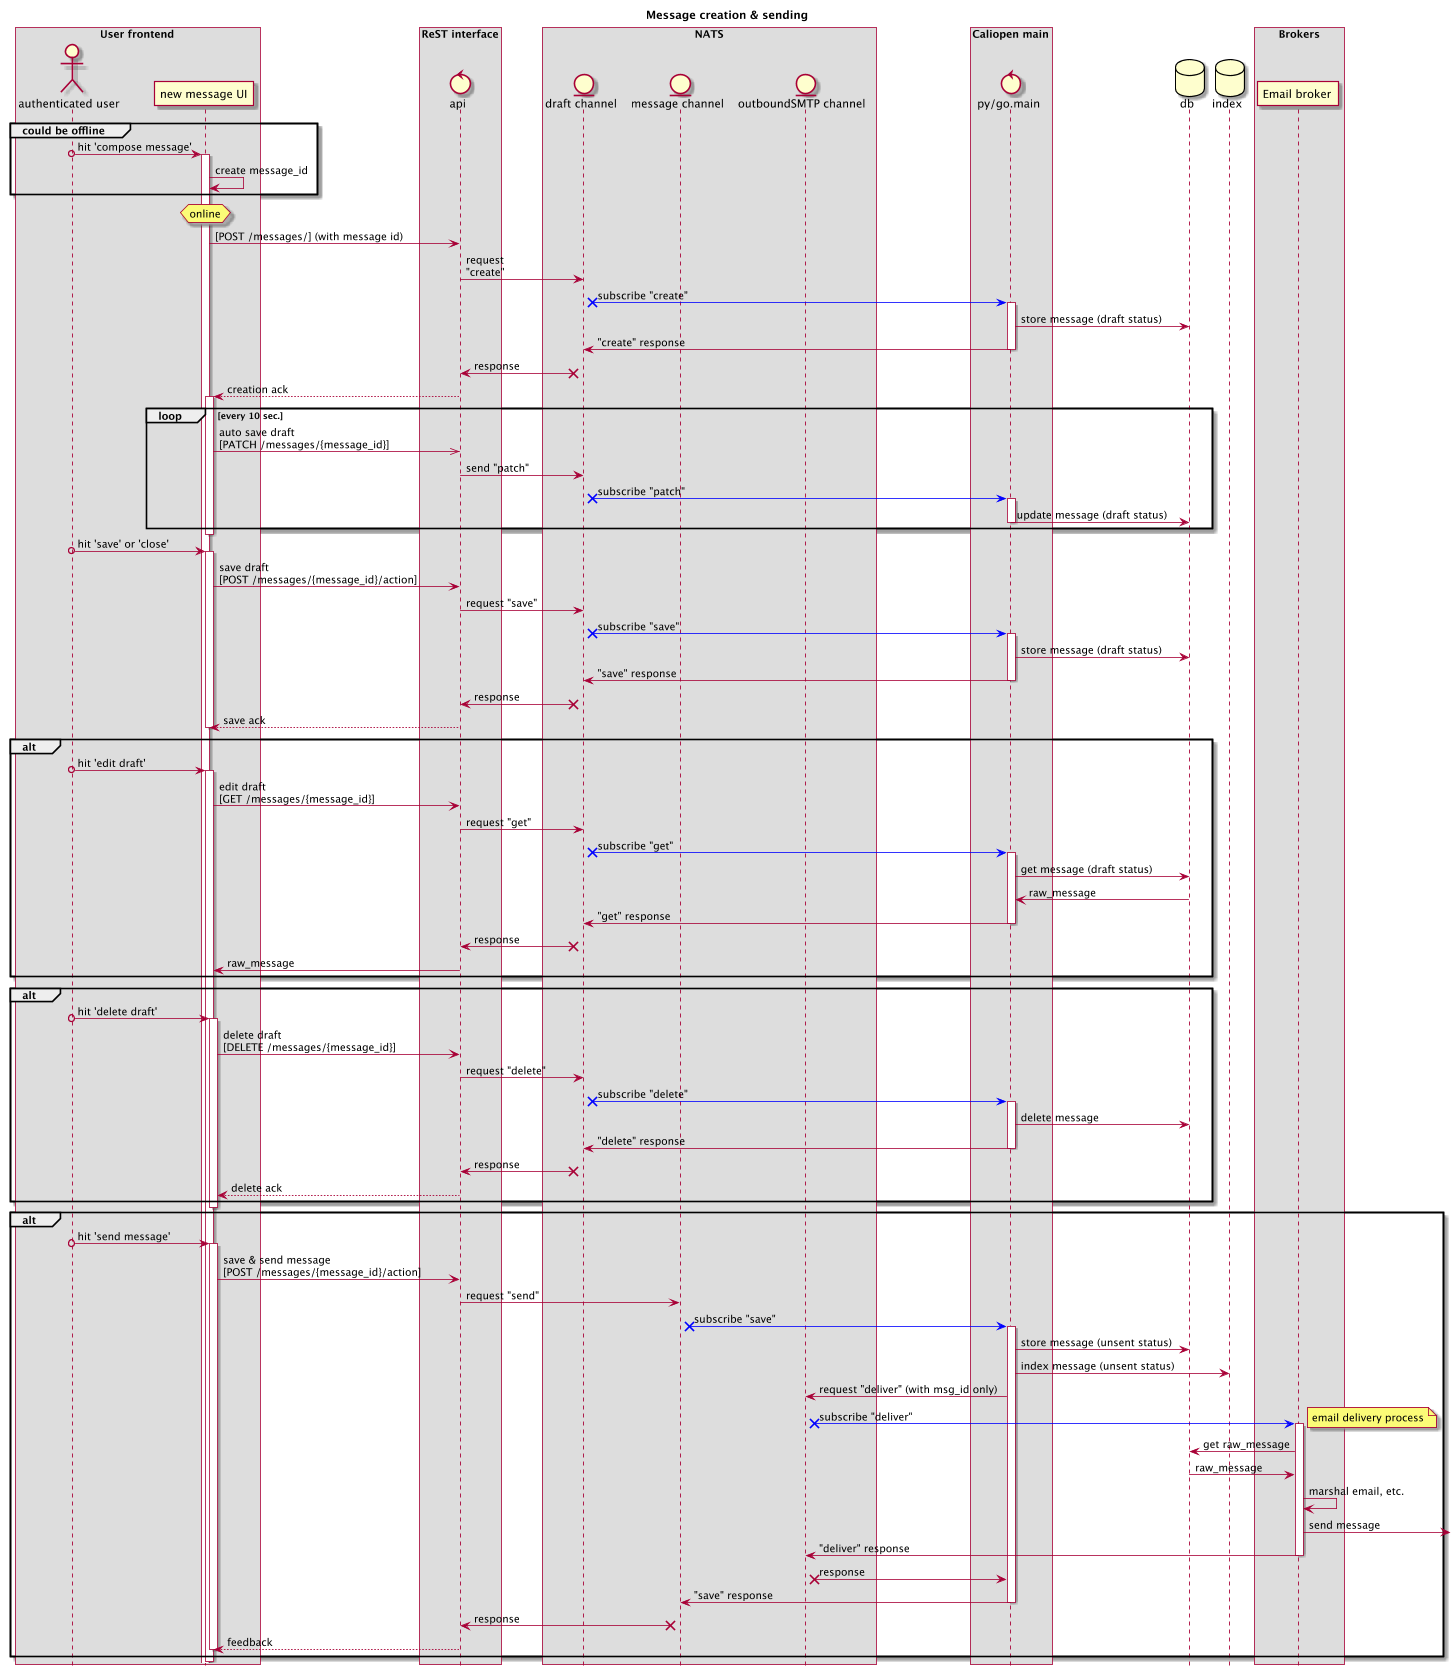 Message creation & sending
User frontend
ReST interface
NATS
Caliopen main
Brokers
authenticated user
new message UI
api
draft channel
message channel
outboundSMTP channel
py/go.main
db
index
Email broker
could be offline
hit 'compose message'
create message_id
online
[POST /messages/] (with message id)
request
"create"
subscribe "create"
store message (draft status)
"create" response
response
creation ack
loop
[every 10 sec.]
auto save draft
[PATCH /messages/{message_id}]
send "patch"
subscribe "patch"
update message (draft status)
hit 'save' or 'close'
save draft
[POST /messages/{message_id}/action]
request "save"
subscribe "save"
store message (draft status)
"save" response
response
save ack
alt
hit 'edit draft'
edit draft
[GET /messages/{message_id}]
request "get"
subscribe "get"
get message (draft status)
raw_message
"get" response
response
raw_message
alt
hit 'delete draft'
delete draft
[DELETE /messages/{message_id}]
request "delete"
subscribe "delete"
delete message
"delete" response
response
delete ack
alt
hit 'send message'
save & send message
[POST /messages/{message_id}/action]
request "send"
subscribe "save"
store message (unsent status)
index message (unsent status)
request "deliver" (with msg_id only)
subscribe "deliver"
email delivery process
get raw_message
raw_message
marshal email, etc.
send message
"deliver" response
response
"save" response
response
feedback